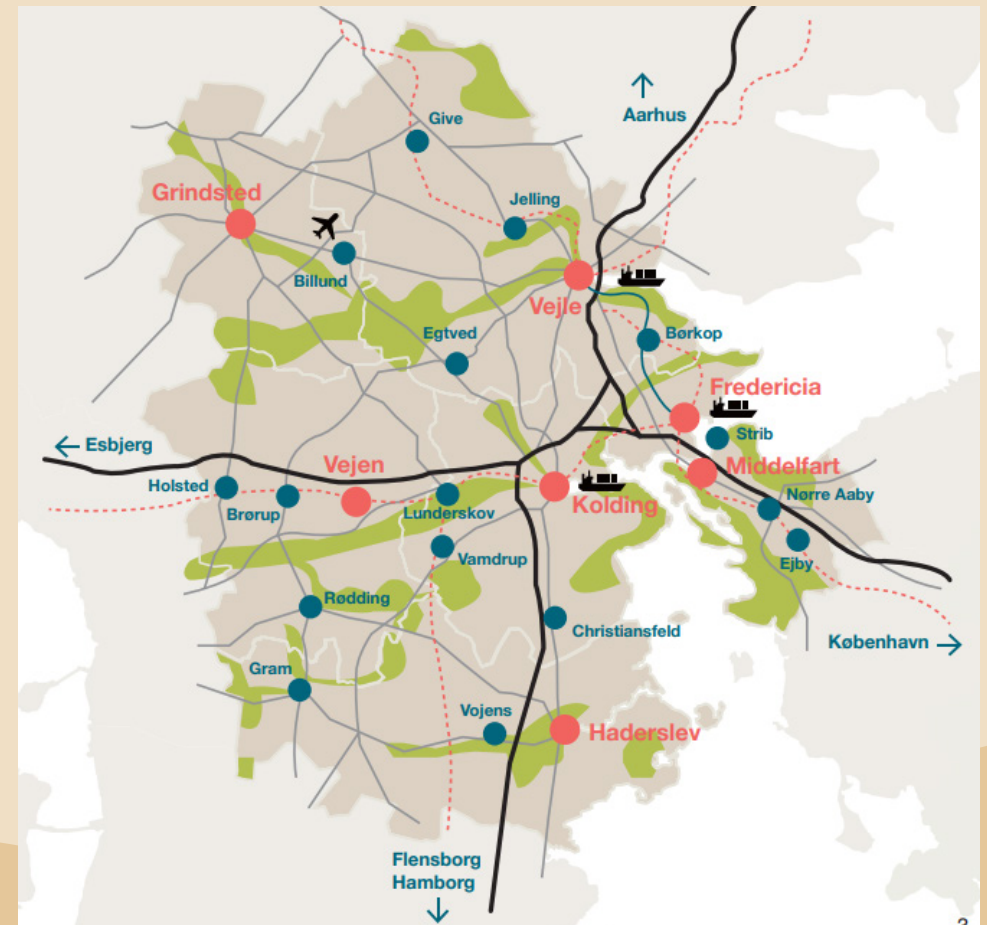 Aarhus
Give
Grindsted
Jelling
Billund
Vejle
Egtved
Børkop
Fredericia
Esbjerg
Strib
Vejen
Middelfart
Holsted
Brørup
Lunderskov
Kolding
Nørre Aaby
Vamdrup
Ejby
Rødding
Christiansfeld
København
Gram
Vojens
Haderslev
Flensborg
Hamborg